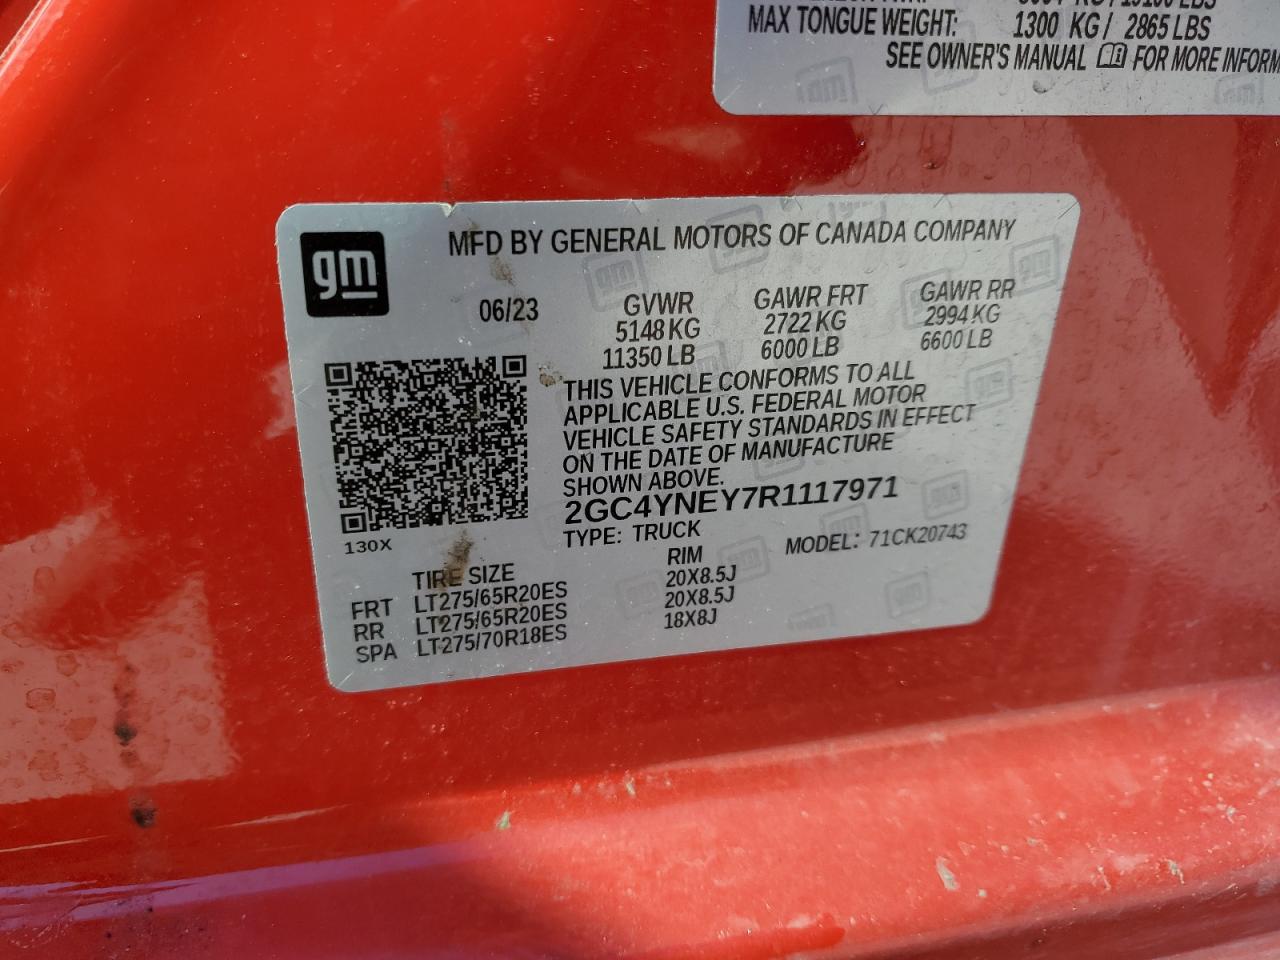 MAX TONGUE WEIGHT: 1300 KG / 2865 LBS
SEE OWNER'S MANUAL FOR MORE INFORM
gm
MFD BY GENERAL MOTORS OF CANADA COMPANY
06/23 GVWR GAWR FRT GAWR RR
5148 KG 2722 KG 2994 KG
11350 LB 6000 LB 6600 LB
THIS VEHICLE CONFORMS TO ALL
APPLICABLE U.S. FEDERAL MOTOR
VEHICLE SAFETY STANDARDS IN EFFECT
ON THE DATE OF MANUFACTURE
SHOWN ABOVE.
2GC4YNEY7R1117971
130X
TYPE: TRUCK MODEL: 71CK20743
TIRE SIZE RIM
FRT LT275/65R20ES 20X8.5J
RR LT275/65R20ES 20X8.5J
SPA LT275/70R18ES 18X8J